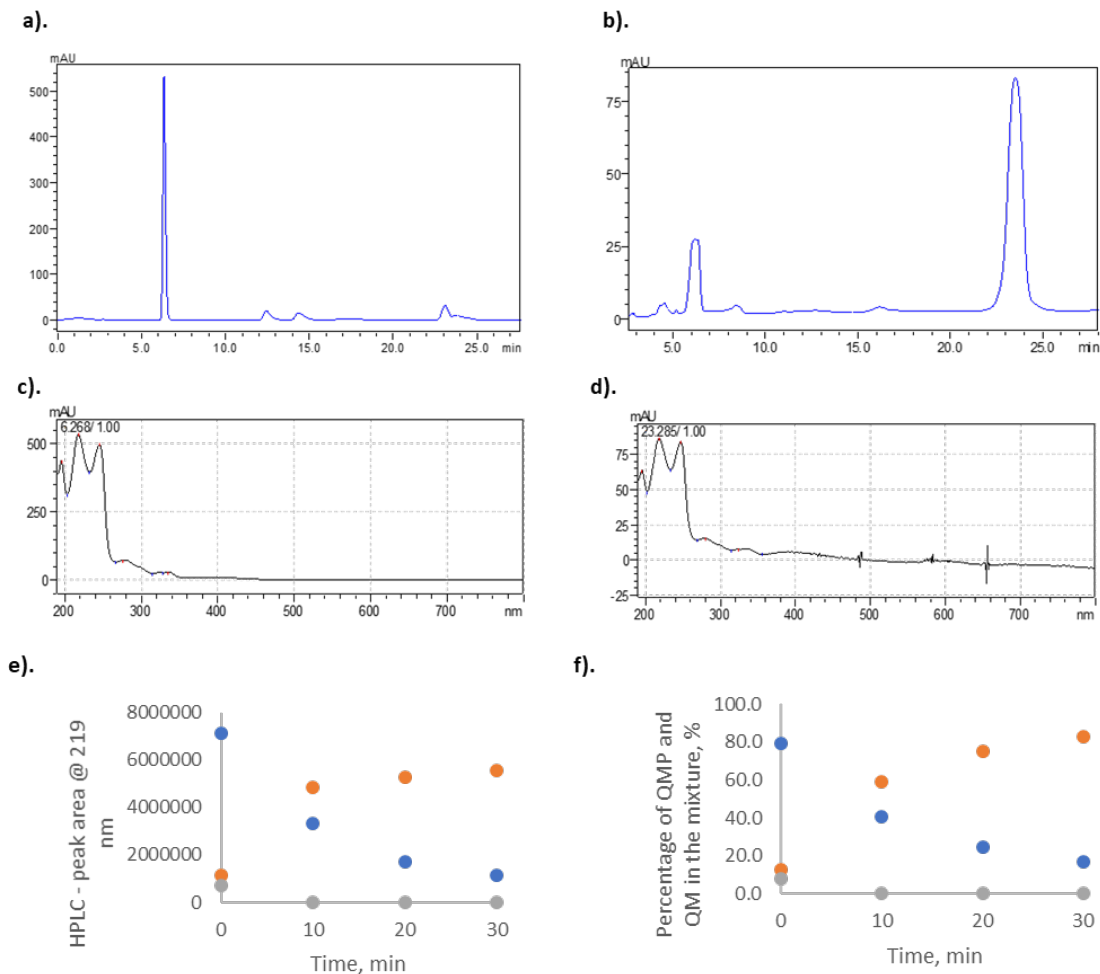 a).
b).
mAU
500
400
300
200
100
0
0.0 5.0 10.0 15.0 20.0 25.0 min
mAU
75
50
25
0
5.0 10.0 15.0 20.0 25.0 min
c).
d).
mAU
6.268/ 1.00
500
250
0
200 300 400 500 600 700 nm
mAU
23.285/ 1.00
75
50
25
0
-25
200 300 400 500 600 700 nm
e).
f).
HPLC - peak area @ 219
nm
8000000
6000000
4000000
2000000
0
0 10 20 30
Time, min
Percentage of QMP and
QM in the mixture, %
100.0
80.0
60.0
40.0
20.0
0.0
0 10 20 30
Time, min